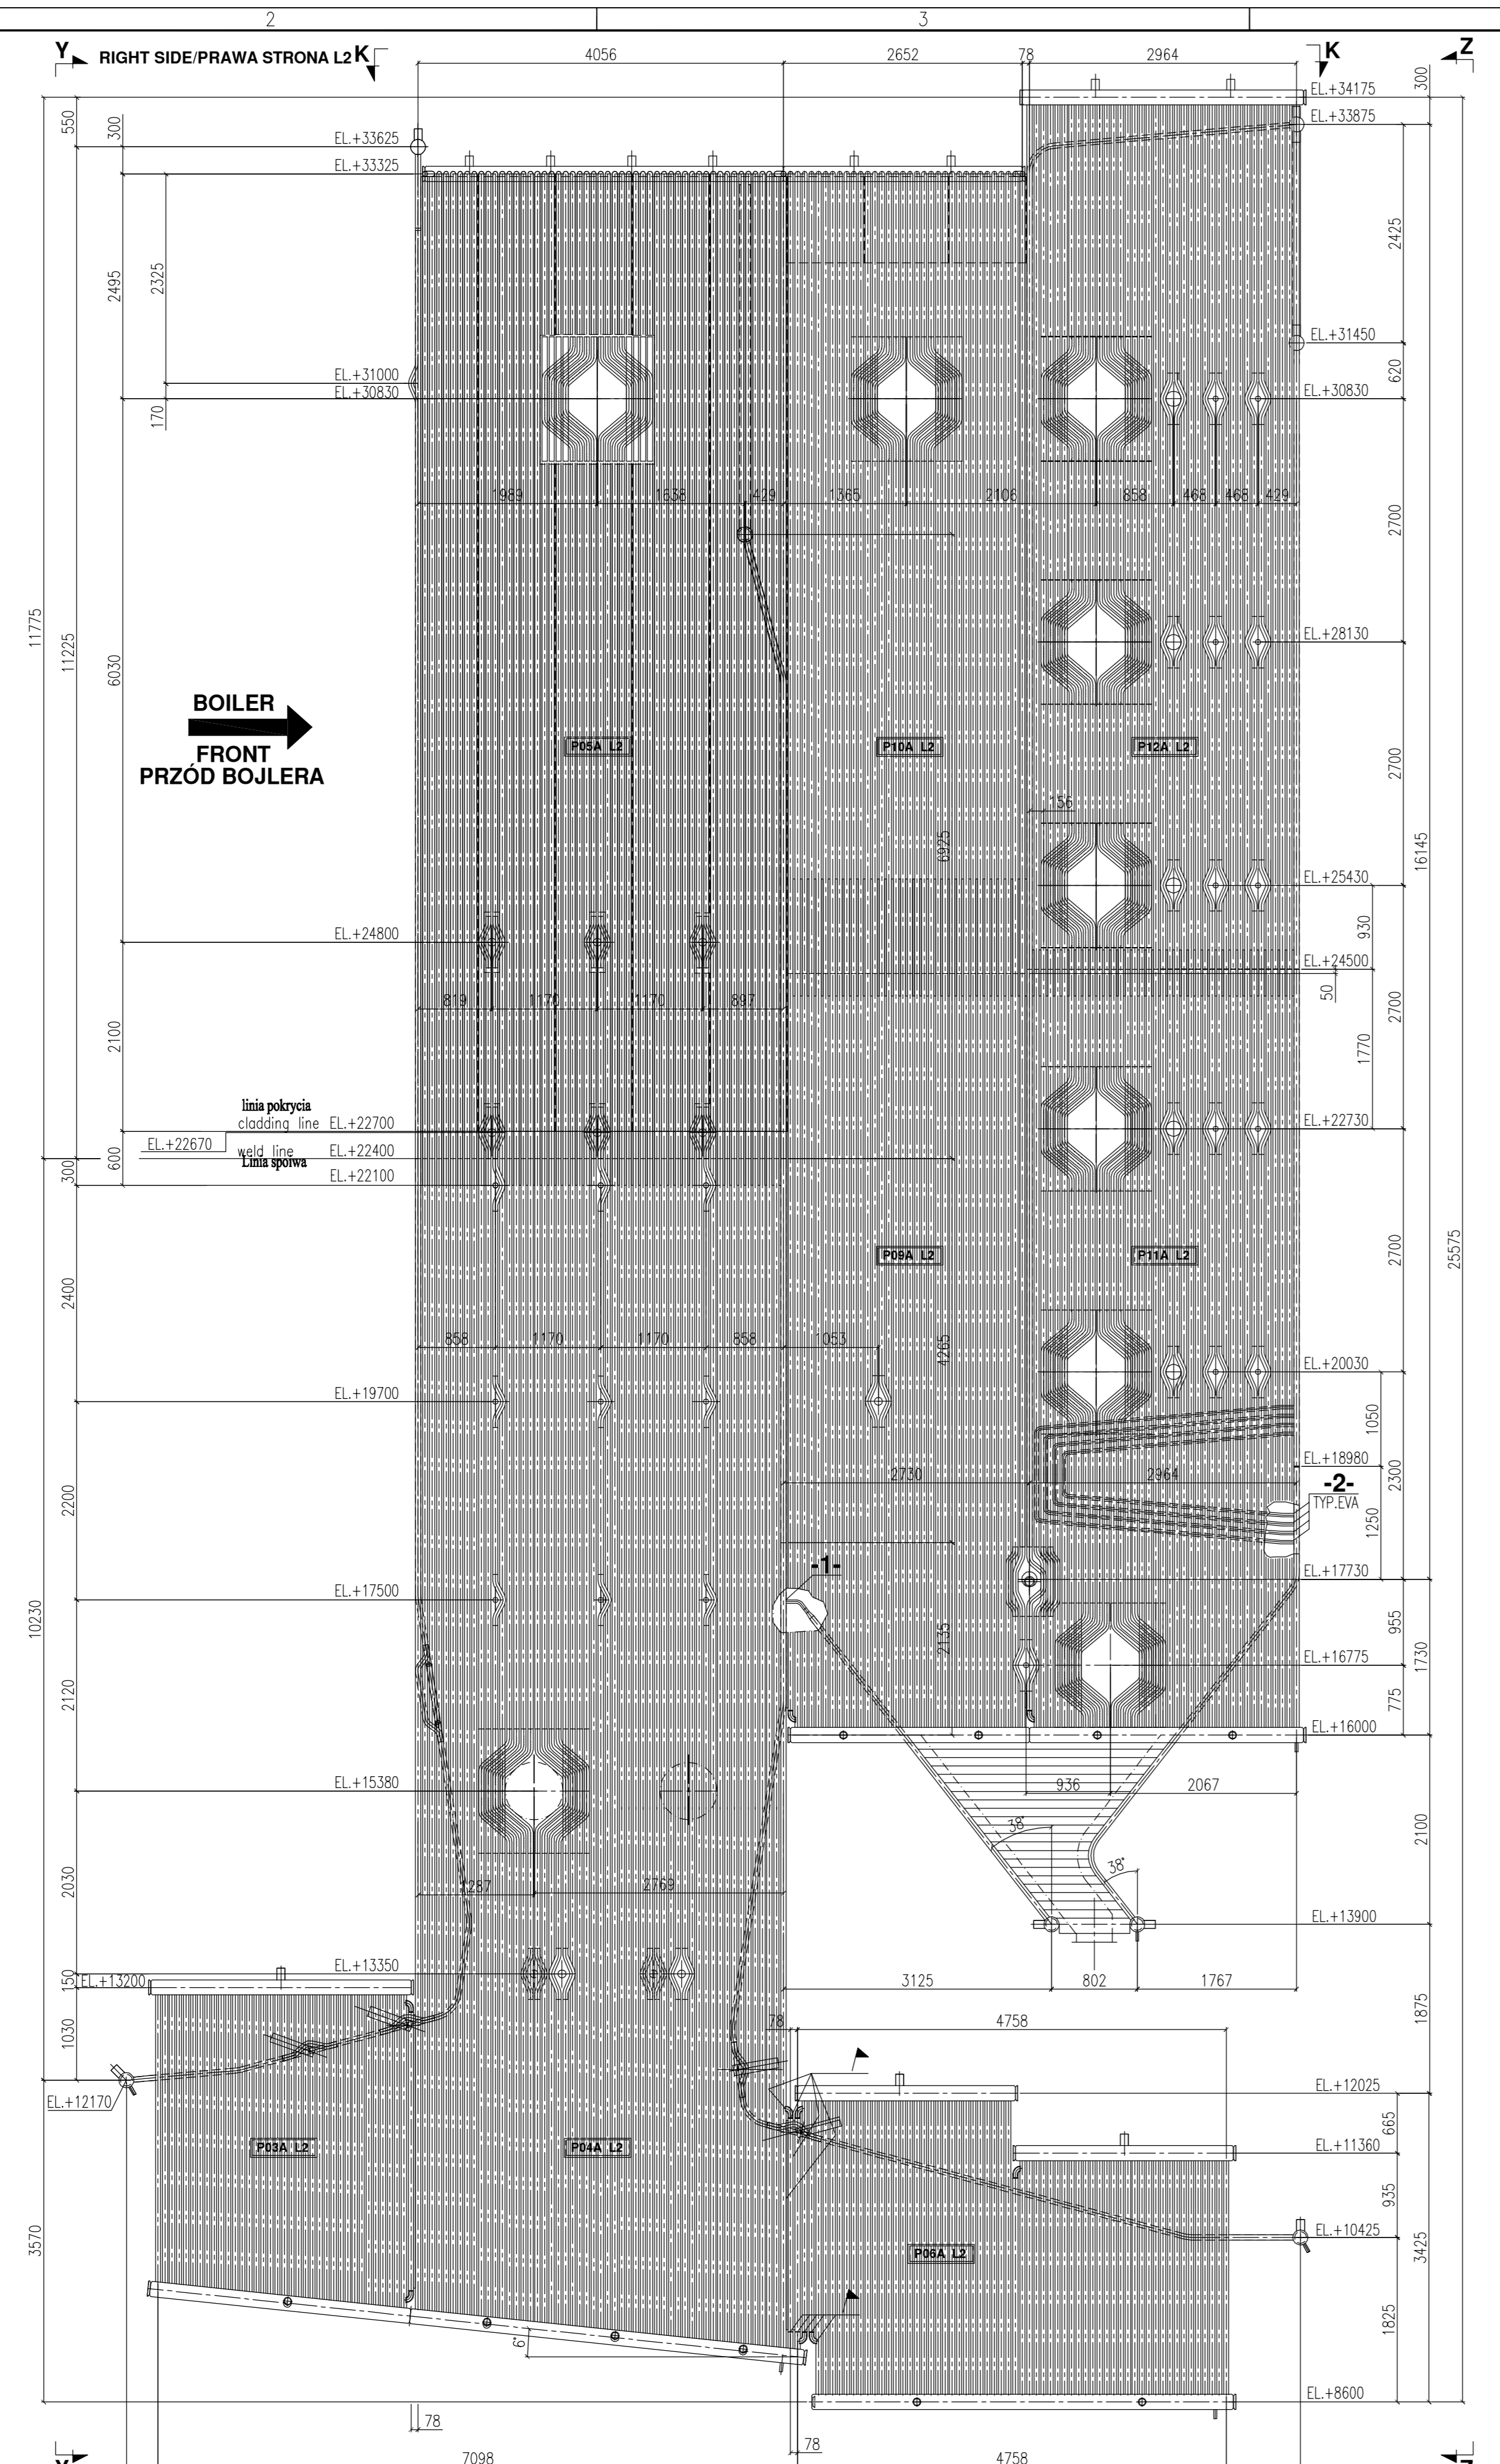 2
3
Y
RIGHT SIDE/PRAWA STRONA L2
K
4056
2652
78
2964
K
Z
EL.+34175
300
EL.+33875
550
300
EL.+33625
EL.+33325
2495
2325
2425
EL.+31450
620
EL.+31000
EL.+30830
170
EL.+30830
1989
1638
429
1365
2106
858
468
468
429
2700
11775
11225
6030
EL.+28130
BOILER
FRONT
PRZÓD BOJLERA
P05A L2
P10A L2
P12A L2
2700
56
6925
16145
EL.+25430
930
EL.+24800
EL.+24500
50
2700
819
1170
1170
897
2100
1770
linia pokrycia
cladding line EL.+22700
EL.+22670
weld line
Linia spoiwa
EL.+22400
EL.+22100
EL.+22730
600
300
P09A L2
P11A L2
2700
25575
2400
858
1170
1170
858
1053
4265
EL.+20030
EL.+19700
1050
EL.+18980
2730
2964
-2-
TYP.EVA
2300
1250
2200
-1-
EL.+17730
EL.+17500
10230
2135
955
EL.+16775
1730
775
2120
EL.+16000
EL.+15380
936
2067
38°
38°
2100
2030
1287
2769
EL.+13900
EL.+13350
150
EL.+13200
3125
802
1767
1875
1030
78
4758
EL.+12170
EL.+12025
665
P03A L2
P04A L2
EL.+11360
935
EL.+10425
3570
3425
P06A L2
1825
6°
EL.+8600
78
78
7098
4758
Y
Z